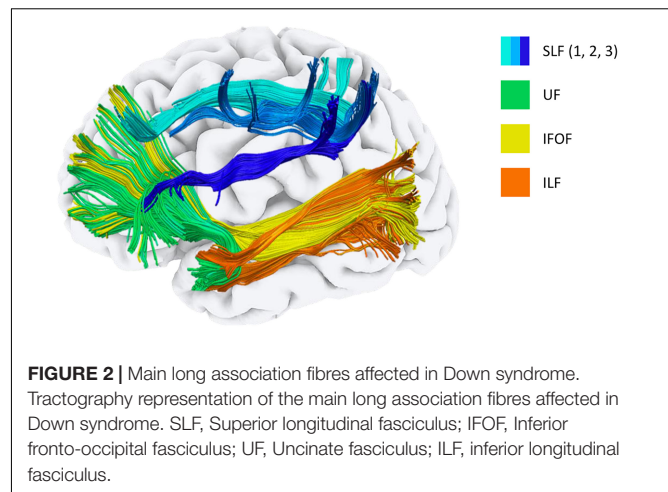 SLF (1, 2, 3)
UF
IFOF
ILF
FIGURE 2 | Main long association fibres affected in Down syndrome.
Tractography representation of the main long association fibres affected in
Down syndrome. SLF, Superior longitudinal fasciculus; IFOF, Inferior
fronto-occipital fasciculus; UF, Uncinate fasciculus; ILF, inferior longitudinal
fasciculus.